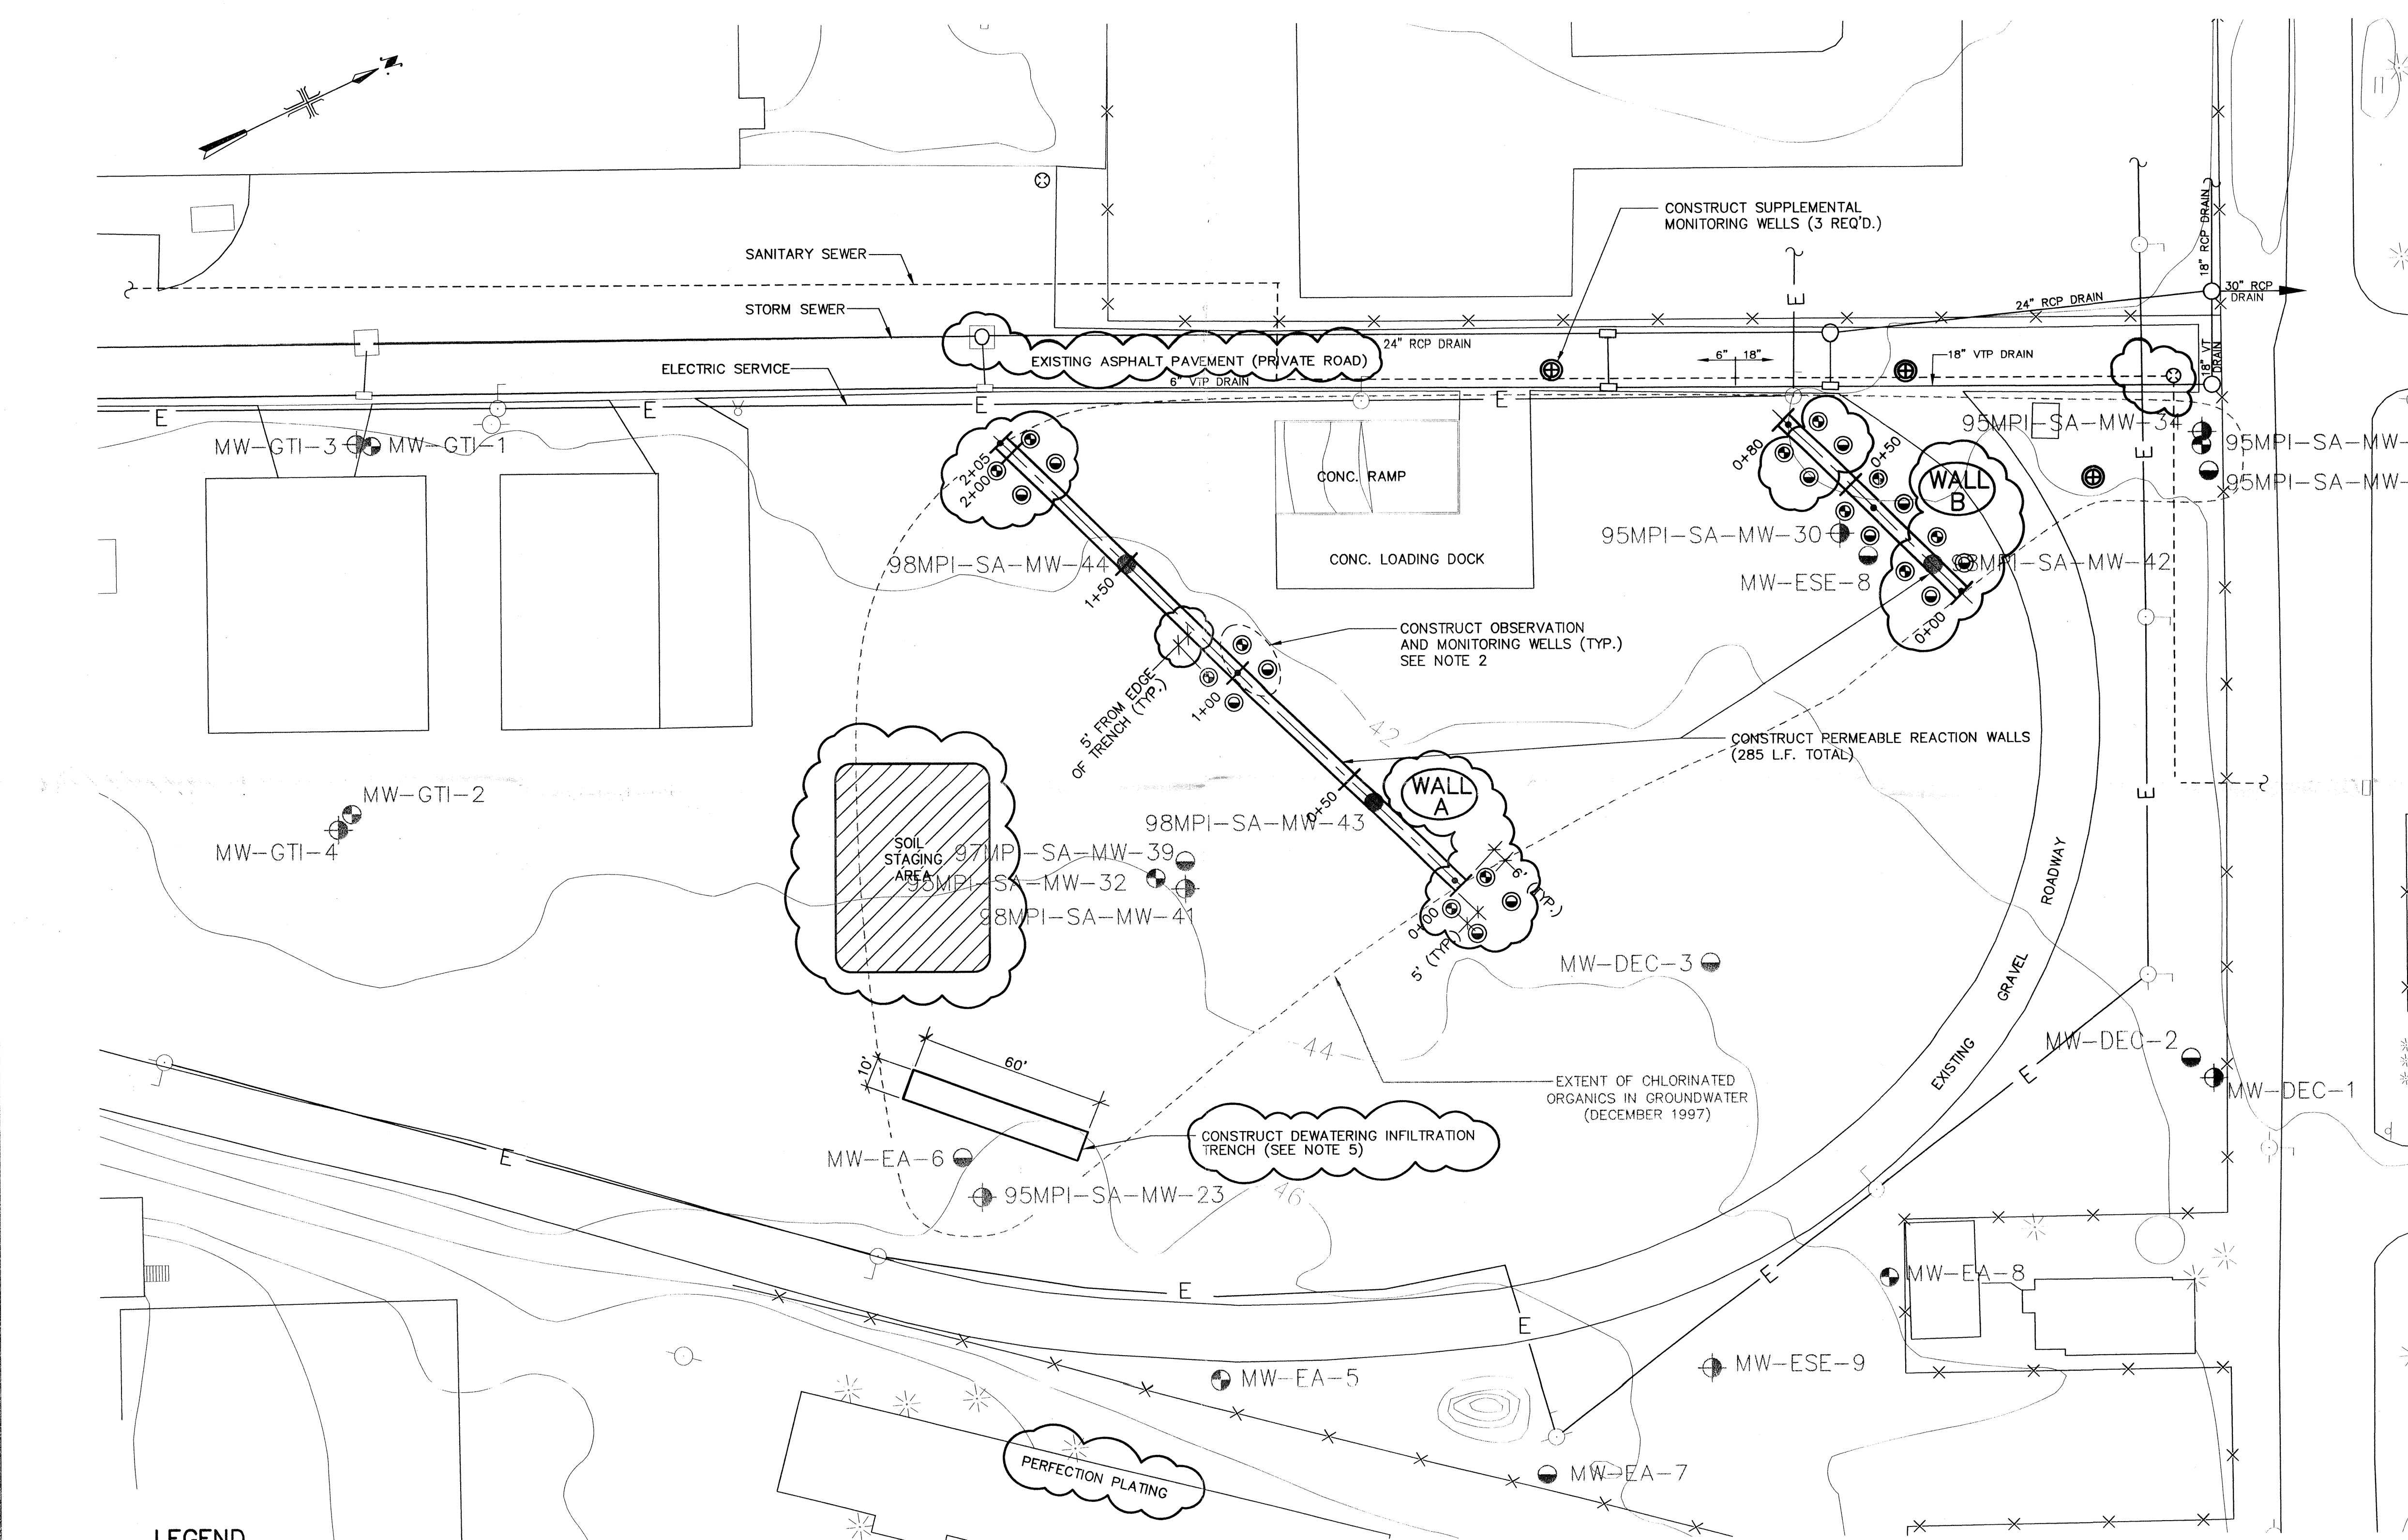 CONSTRUCT SUPPLEMENTAL
MONITORING WELLS (3 REQ'D.)
SANITARY SEWER
18" RCP DRAIN
30" RCP
DRAIN
24" RCP DRAIN
STORM SEWER
E
24" RCP DRAIN
EXISTING ASPHALT PAVEMENT (PRIVATE ROAD)
6" 18"
18" VTP DRAIN
18" VT
DRAIN
ELECTRIC SERVICE
6" VTP DRAIN
E
E
E
E
MW-GTI-3
MW-GTI-1
95MPI-SA-MW-34
95MPI-SA-MW-
95MPI-SA-MW-
E
2+05
2+00
0+80
0+50
CONC. RAMP
WALL
B
95MPI-SA-MW-30
CONC. LOADING DOCK
98MPI-SA-MW-44
98MPI-SA-MW-42
MW-ESE-8
1+50
0+00
CONSTRUCT OBSERVATION
AND MONITORING WELLS (TYP.)
SEE NOTE 2
5' FROM EDGE
OF TRENCH (TYP.)
1+00
42
CONSTRUCT PERMEABLE REACTION WALLS
(285 L.F. TOTAL)
WALL
A
0+50
E
MW-GTI-2
MW-GTI-4
98MPI-SA-MW-43
SOIL
STAGING
AREA
97MPI-SA-MW-39
95MPI-SA-MW-32
98MPI-SA-MW-41
6' (TYP.)
0+00
5' (TYP.)
MW-DEC-3
EXISTING GRAVEL ROADWAY
MW-DEC-2
MW-DEC-1
44
10'
60'
E
EXTENT OF CHLORINATED
ORGANICS IN GROUNDWATER
(DECEMBER 1997)
CONSTRUCT DEWATERING INFILTRATION
TRENCH (SEE NOTE 5)
E
MW-EA-6
95MPI-SA-MW-23
46
E
E
E
MW-EA-8
MW-ESE-9
MW-EA-5
PERFECTION PLATING
MW-EA-7
LEGEND